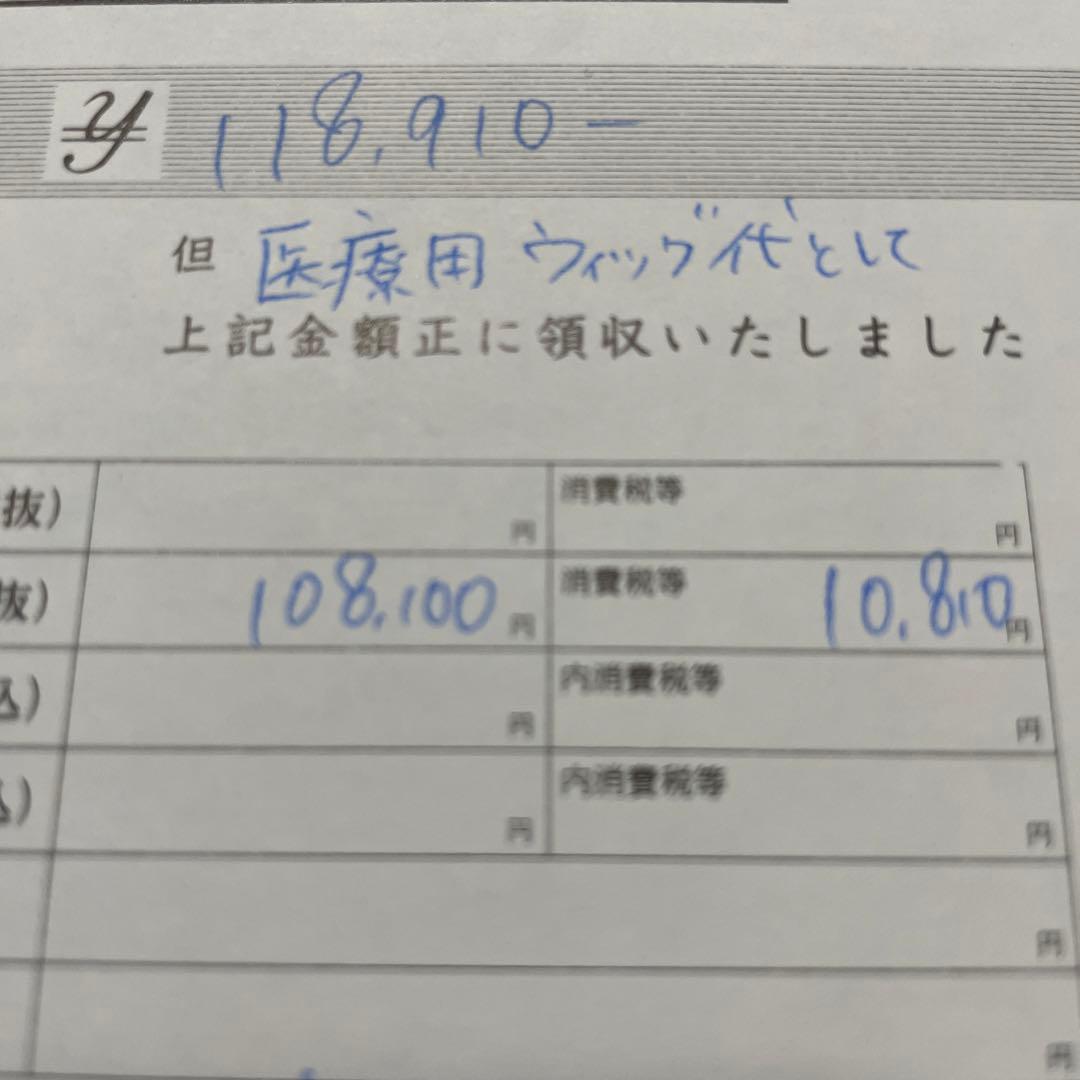 ¥ 118,910-
但 医療用 ウィッグ代として
上記金額正に領収いたしました
抜) 円 消費税等 円
抜) 108,100 円 消費税等 10,810 円
込) 円 内消費税等 円
込) 円 内消費税等 円
円
円